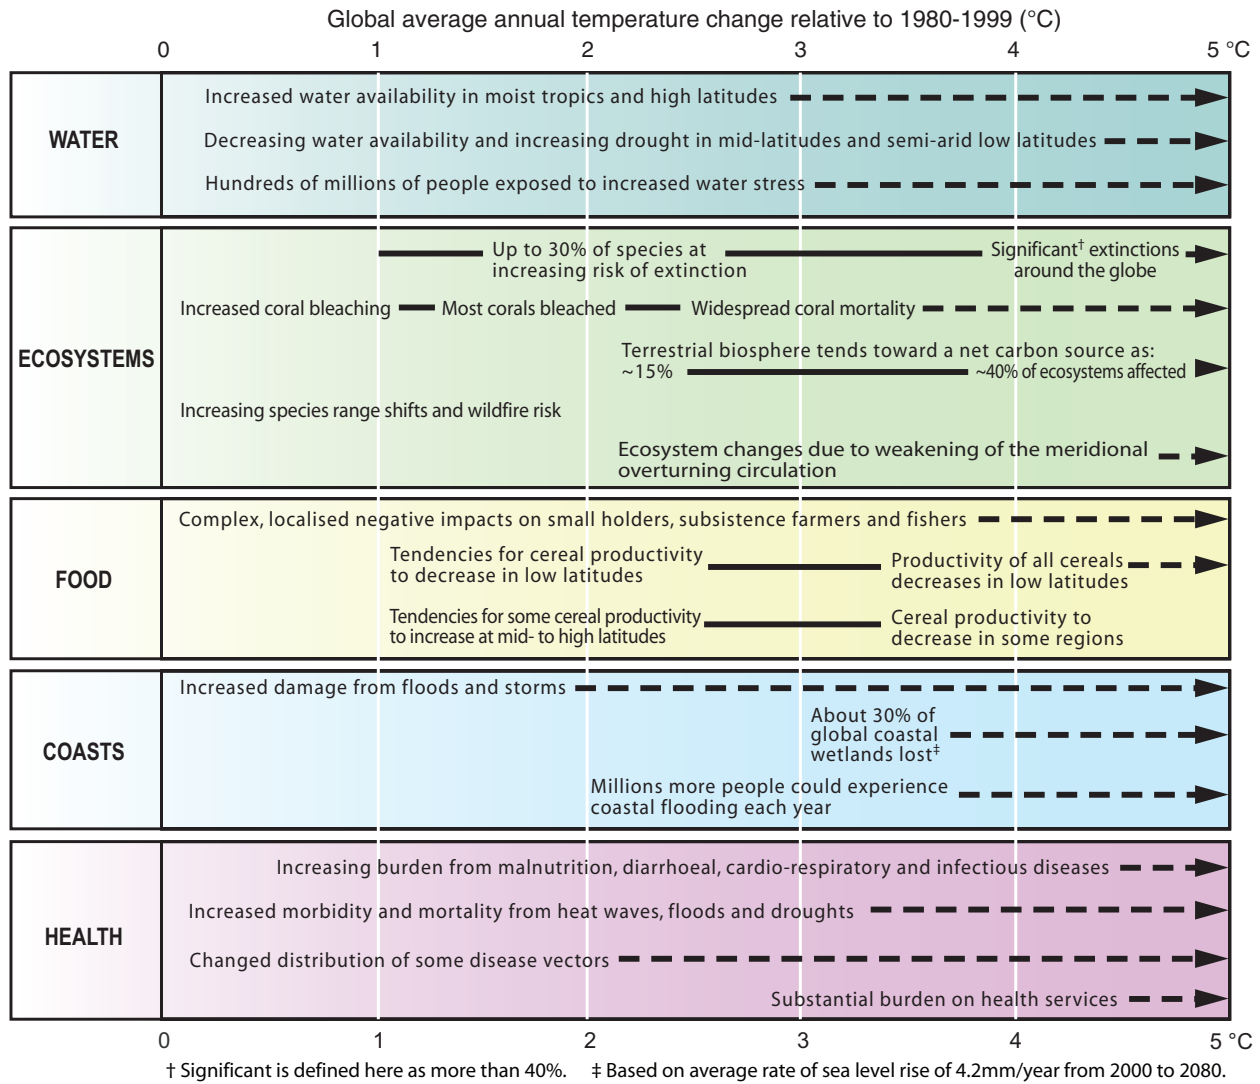 Global average annual temperature change relative to 1980-1999 (°C)
0 1 2 3 4 5 °C
WATER
Increased water availability in moist tropics and high latitudes
Decreasing water availability and increasing drought in mid-latitudes and semi-arid low latitudes
Hundreds of millions of people exposed to increased water stress
ECOSYSTEMS
Up to 30% of species at
increasing risk of extinction
Significant† extinctions
around the globe
Increased coral bleaching Most corals bleached Widespread coral mortality
Terrestrial biosphere tends toward a net carbon source as:
~15% ~40% of ecosystems affected
Increasing species range shifts and wildfire risk
Ecosystem changes due to weakening of the meridional
overturning circulation
FOOD
Complex, localised negative impacts on small holders, subsistence farmers and fishers
Tendencies for cereal productivity
to decrease in low latitudes
Productivity of all cereals
decreases in low latitudes
Tendencies for some cereal productivity
to increase at mid- to high latitudes
Cereal productivity to
decrease in some regions
COASTS
Increased damage from floods and storms
About 30% of
global coastal
wetlands lost‡
Millions more people could experience
coastal flooding each year
HEALTH
Increasing burden from malnutrition, diarrhoeal, cardio-respiratory and infectious diseases
Increased morbidity and mortality from heat waves, floods and droughts
Changed distribution of some disease vectors
Substantial burden on health services
0 1 2 3 4 5 °C
† Significant is defined here as more than 40%. ‡ Based on average rate of sea level rise of 4.2mm/year from 2000 to 2080.